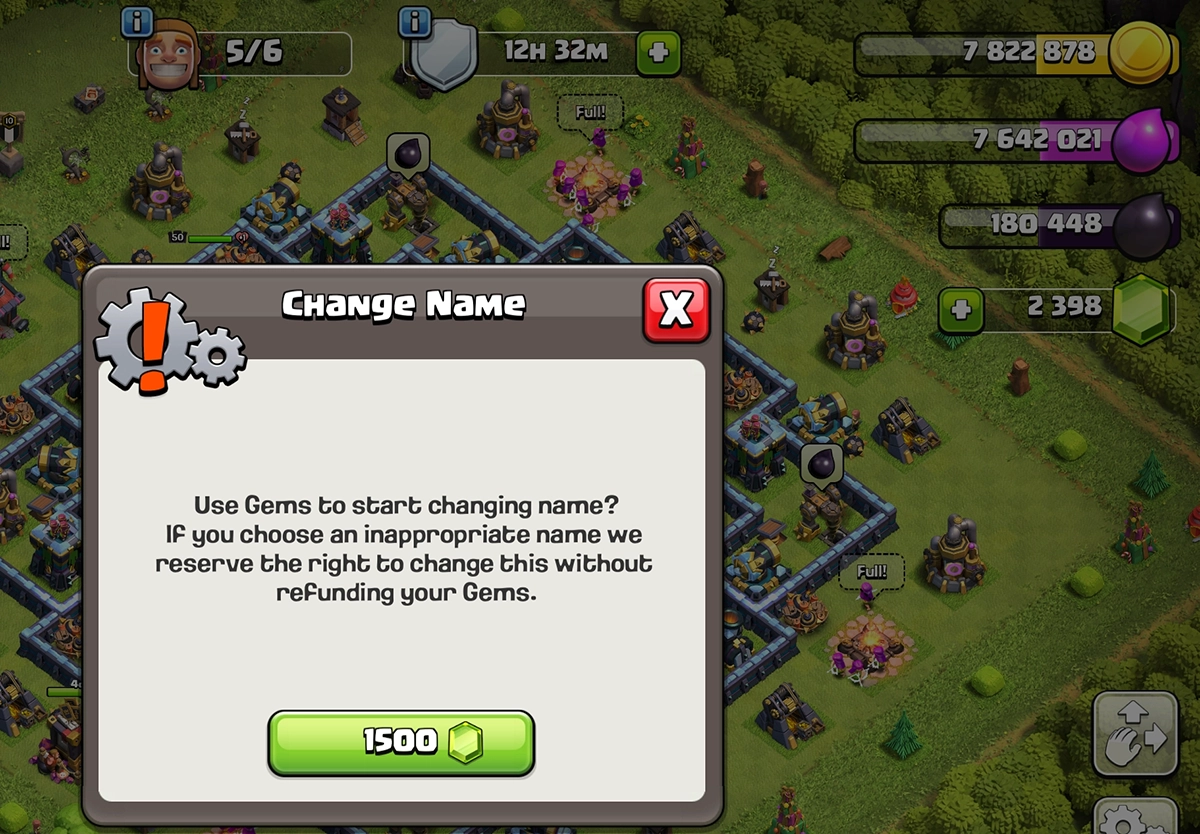 5/6
12H 32M
7 822 878
7 642 021
180 448
2 398
10
Full!
50
Change Name
Use Gems to start changing name?
If you choose an inappropriate name we
reserve the right to change this without
refunding your Gems.
1500
Full!